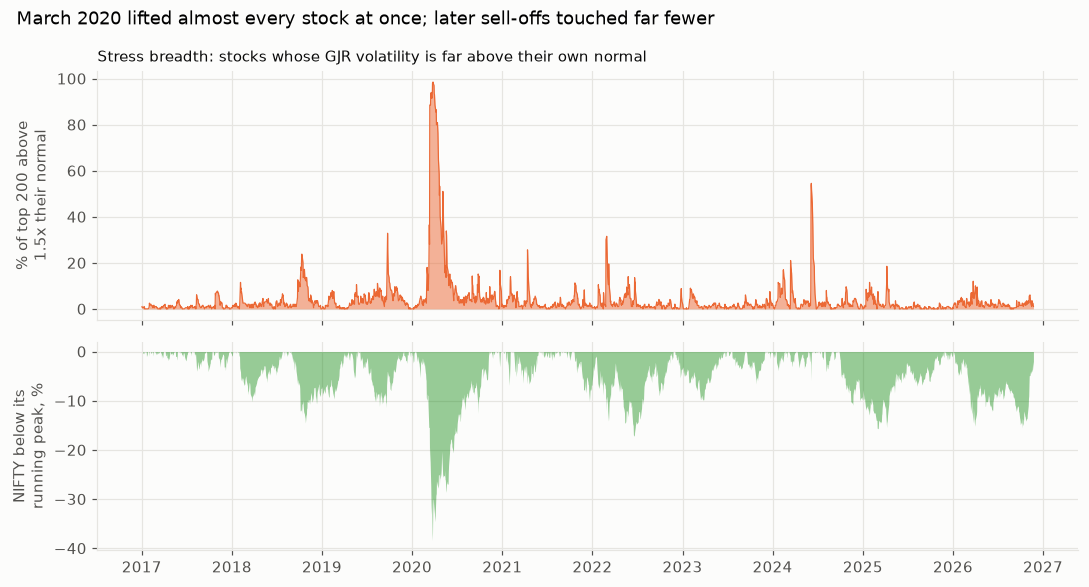 March 2020 lifted almost every stock at once; later sell-offs touched far fewer
Stress breadth: stocks whose GJR volatility is far above their own normal
% of top 200 above
1.5x their normal
100
80
60
40
20
0
NIFTY below its
running peak, %
0
−10
−20
−30
−40
2017 2018 2019 2020 2021 2022 2023 2024 2025 2026 2027